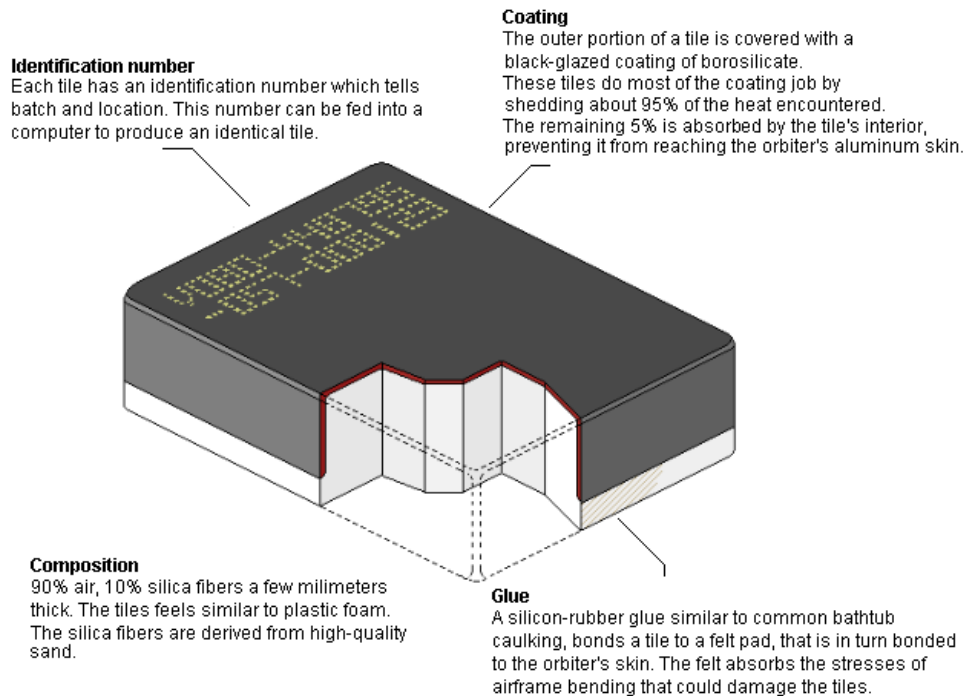 Identification number
Each tile has an identification number which tells
batch and location. This number can be fed into a
computer to produce an identical tile.
Coating
The outer portion of a tile is covered with a
black-glazed coating of borosilicate.
These tiles do most of the coating job by
shedding about 95% of the heat encountered.
The remaining 5% is absorbed by the tile's interior,
preventing it from reaching the orbiter's aluminum skin.
Composition
90% air, 10% silica fibers a few milimeters
thick. The tiles feels similar to plastic foam.
The silica fibers are derived from high-quality
sand.
Glue
A silicon-rubber glue similar to common bathtub
caulking, bonds a tile to a felt pad, that is in turn bonded
to the orbiter's skin. The felt absorbs the stresses of
airframe bending that could damage the tiles.